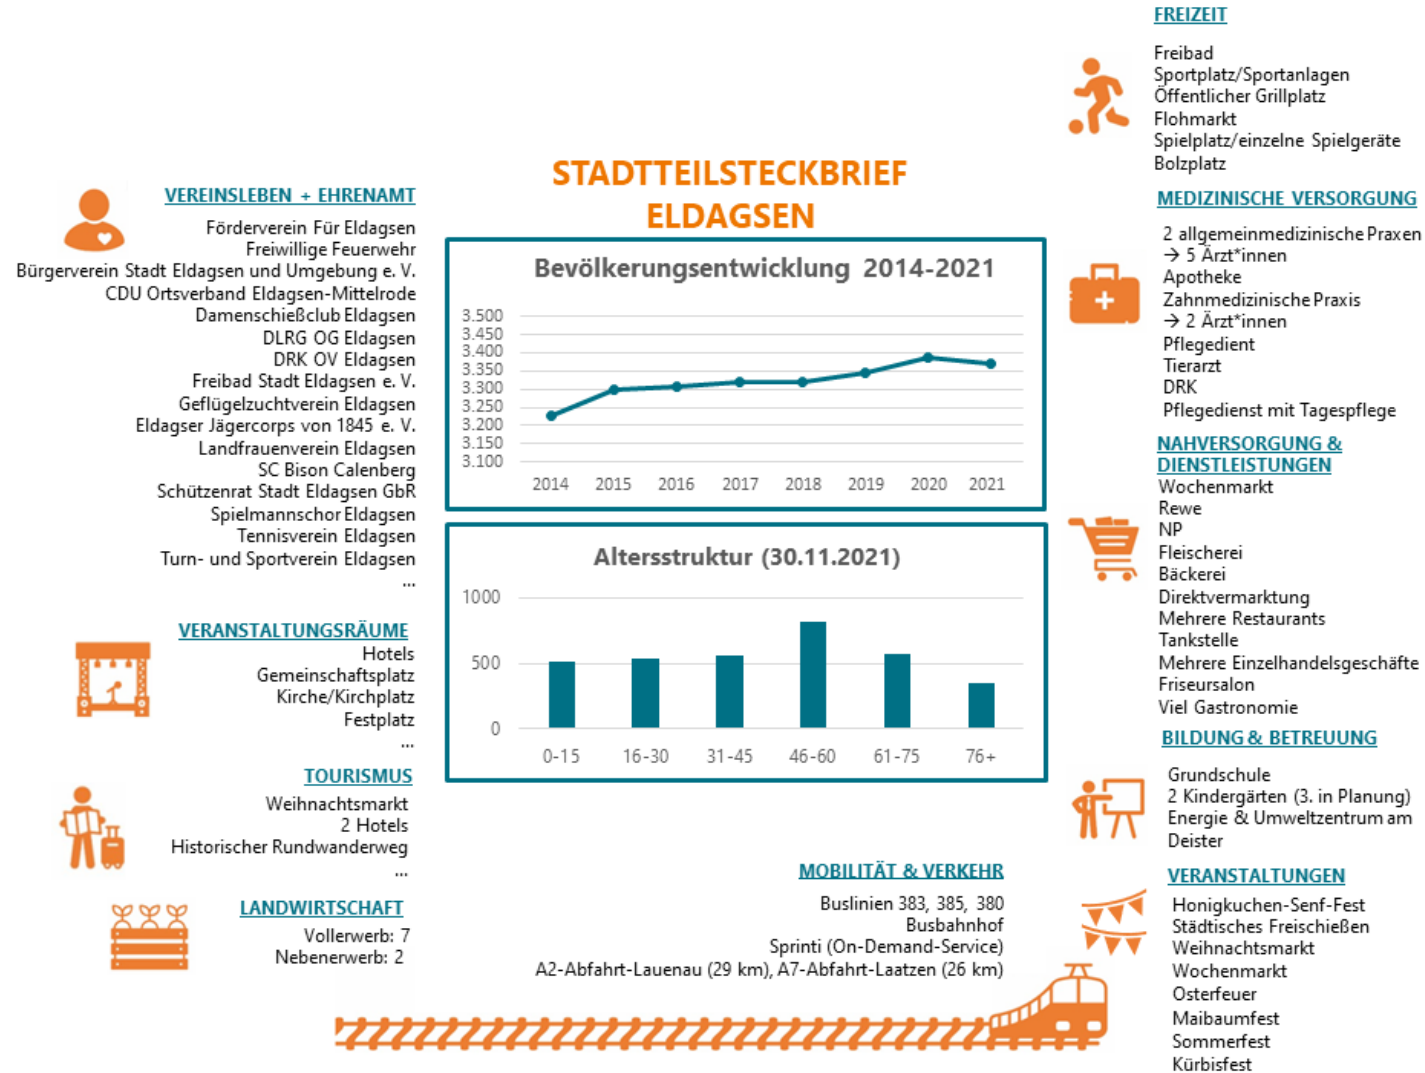 STADTTEILSTECKBRIEF
ELDAGSEN
VEREINSLEBEN + EHRENAMT
Förderverein Für Eldagsen
Freiwillige Feuerwehr
Bürgerverein Stadt Eldagsen und Umgebung e. V.
CDU Ortsverband Eldagsen-Mittelrode
Damenschießclub Eldagsen
DLRG OG Eldagsen
DRK OV Eldagsen
Freibad Stadt Eldagsen e. V.
Geflügelzuchtverein Eldagsen
Eldagser Jägercorps von 1845 e. V.
Landfrauenverein Eldagsen
SC Bison Calenberg
Schützenrat Stadt Eldagsen GbR
Spielmannschor Eldagsen
Tennisverein Eldagsen
Turn- und Sportverein Eldagsen
...
VERANSTALTUNGSRÄUME
Hotels
Gemeinschaftsplatz
Kirche/Kirchplatz
Festplatz
...
TOURISMUS
Weihnachtsmarkt
2 Hotels
Historischer Rundwanderweg
...
LANDWIRTSCHAFT
Vollerwerb: 7
Nebenerwerb: 2
Bevölkerungsentwicklung 2014-2021
3.500
3.450
3.400
3.350
3.300
3.250
3.200
3.150
3.100
2014 2015 2016 2017 2018 2019 2020 2021
Altersstruktur (30.11.2021)
1000
500
0
0-15 16-30 31-45 46-60 61-75 76+
MOBILITÄT & VERKEHR
Buslinien 383, 385, 380
Busbahnhof
Sprinti (On-Demand-Service)
A2-Abfahrt-Lauenau (29 km), A7-Abfahrt-Laatzen (26 km)
FREIZEIT
Freibad
Sportplatz/Sportanlagen
Öffentlicher Grillplatz
Flohmarkt
Spielplatz/einzelne Spielgeräte
Bolzplatz
MEDIZINISCHE VERSORGUNG
2 allgemeinmedizinische Praxen
→ 5 Ärzt*innen
Apotheke
Zahnmedizinische Praxis
→ 2 Ärzt*innen
Pflegedient
Tierarzt
DRK
Pflegedienst mit Tagespflege
NAHVERSORGUNG &
DIENSTLEISTUNGEN
Wochenmarkt
Rewe
NP
Fleischerei
Bäckerei
Direktvermarktung
Mehrere Restaurants
Tankstelle
Mehrere Einzelhandelsgeschäfte
Friseursalon
Viel Gastronomie
BILDUNG & BETREUUNG
Grundschule
2 Kindergärten (3. in Planung)
Energie & Umweltzentrum am
Deister
VERANSTALTUNGEN
Honigkuchen-Senf-Fest
Städtisches Freischießen
Weihnachtsmarkt
Wochenmarkt
Osterfeuer
Maibaumfest
Sommerfest
Kürbisfest